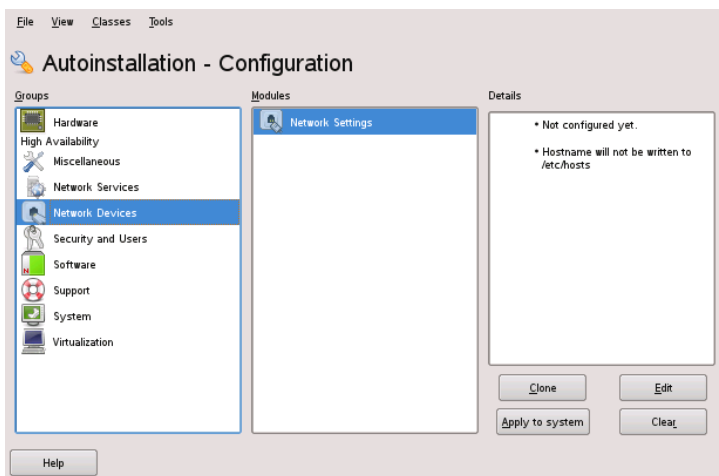 File View Classes Tools
Autoinstallation - Configuration
Groups
Hardware
High Availability
Miscellaneous
Network Services
Network Devices
Security and Users
Software
Support
System
Virtualization
Modules
Network Settings
Details
• Not configured yet.
• Hostname will not be written to
/etc/hosts
Clone
Edit
Apply to system
Clear
Help